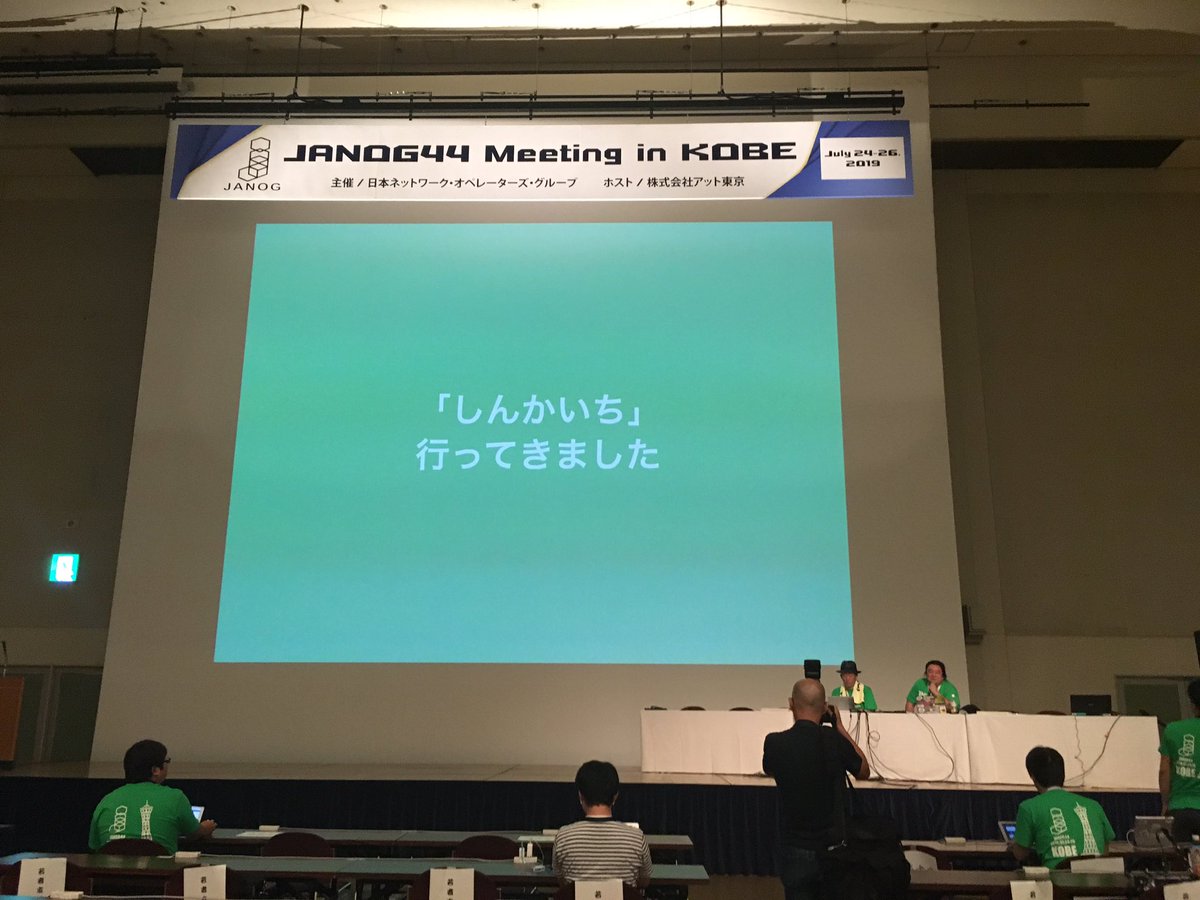 JANOG44 Meeting in KOBE
July 24-26.
2019
JANOG
主催 / 日本ネットワーク・オペレーターズ・グループ ホスト / 株式会社アット東京
「しんかいち」
行ってきました
KOBE
KOBE